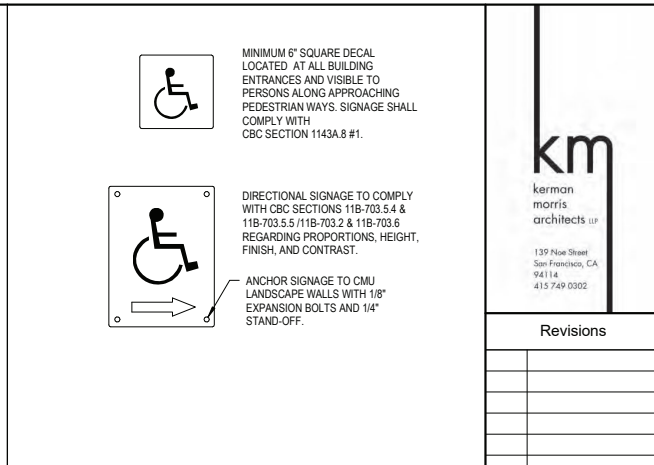 MINIMUM 6" SQUARE DECAL
LOCATED AT ALL BUILDING
ENTRANCES AND VISIBLE TO
PERSONS ALONG APPROACHING
PEDESTRIAN WAYS. SIGNAGE SHALL
COMPLY WITH
CBC SECTION 1143A.8 #1.
DIRECTIONAL SIGNAGE TO COMPLY
WITH CBC SECTIONS 11B-703.5.4 &
11B-703.5.5 /11B-703.2 & 11B-703.6
REGARDING PROPORTIONS, HEIGHT,
FINISH, AND CONTRAST.
ANCHOR SIGNAGE TO CMU
LANDSCAPE WALLS WITH 1/8"
EXPANSION BOLTS AND 1/4"
STAND-OFF.
km
kerman
morris
architects LLP
139 Noe Street
San Francisco, CA
94114
415 749 0302
Revisions